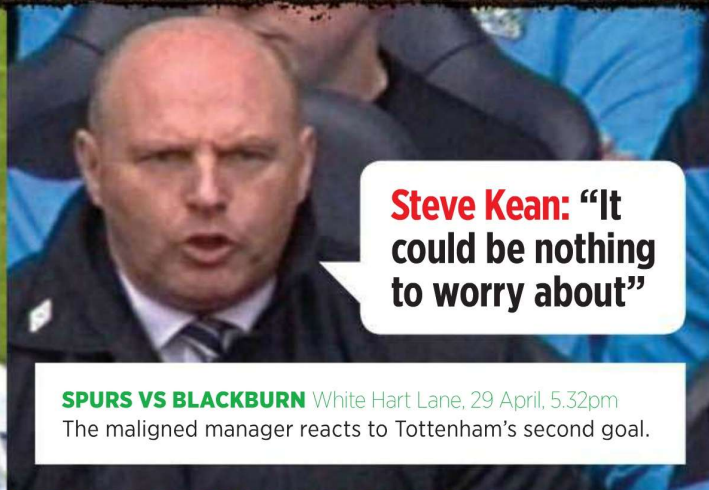 Steve Kean: “It
could be nothing
to worry about”
SPURS VS BLACKBURN White Hart Lane, 29 April, 5.32pm
The maligned manager reacts to Tottenham’s second goal.